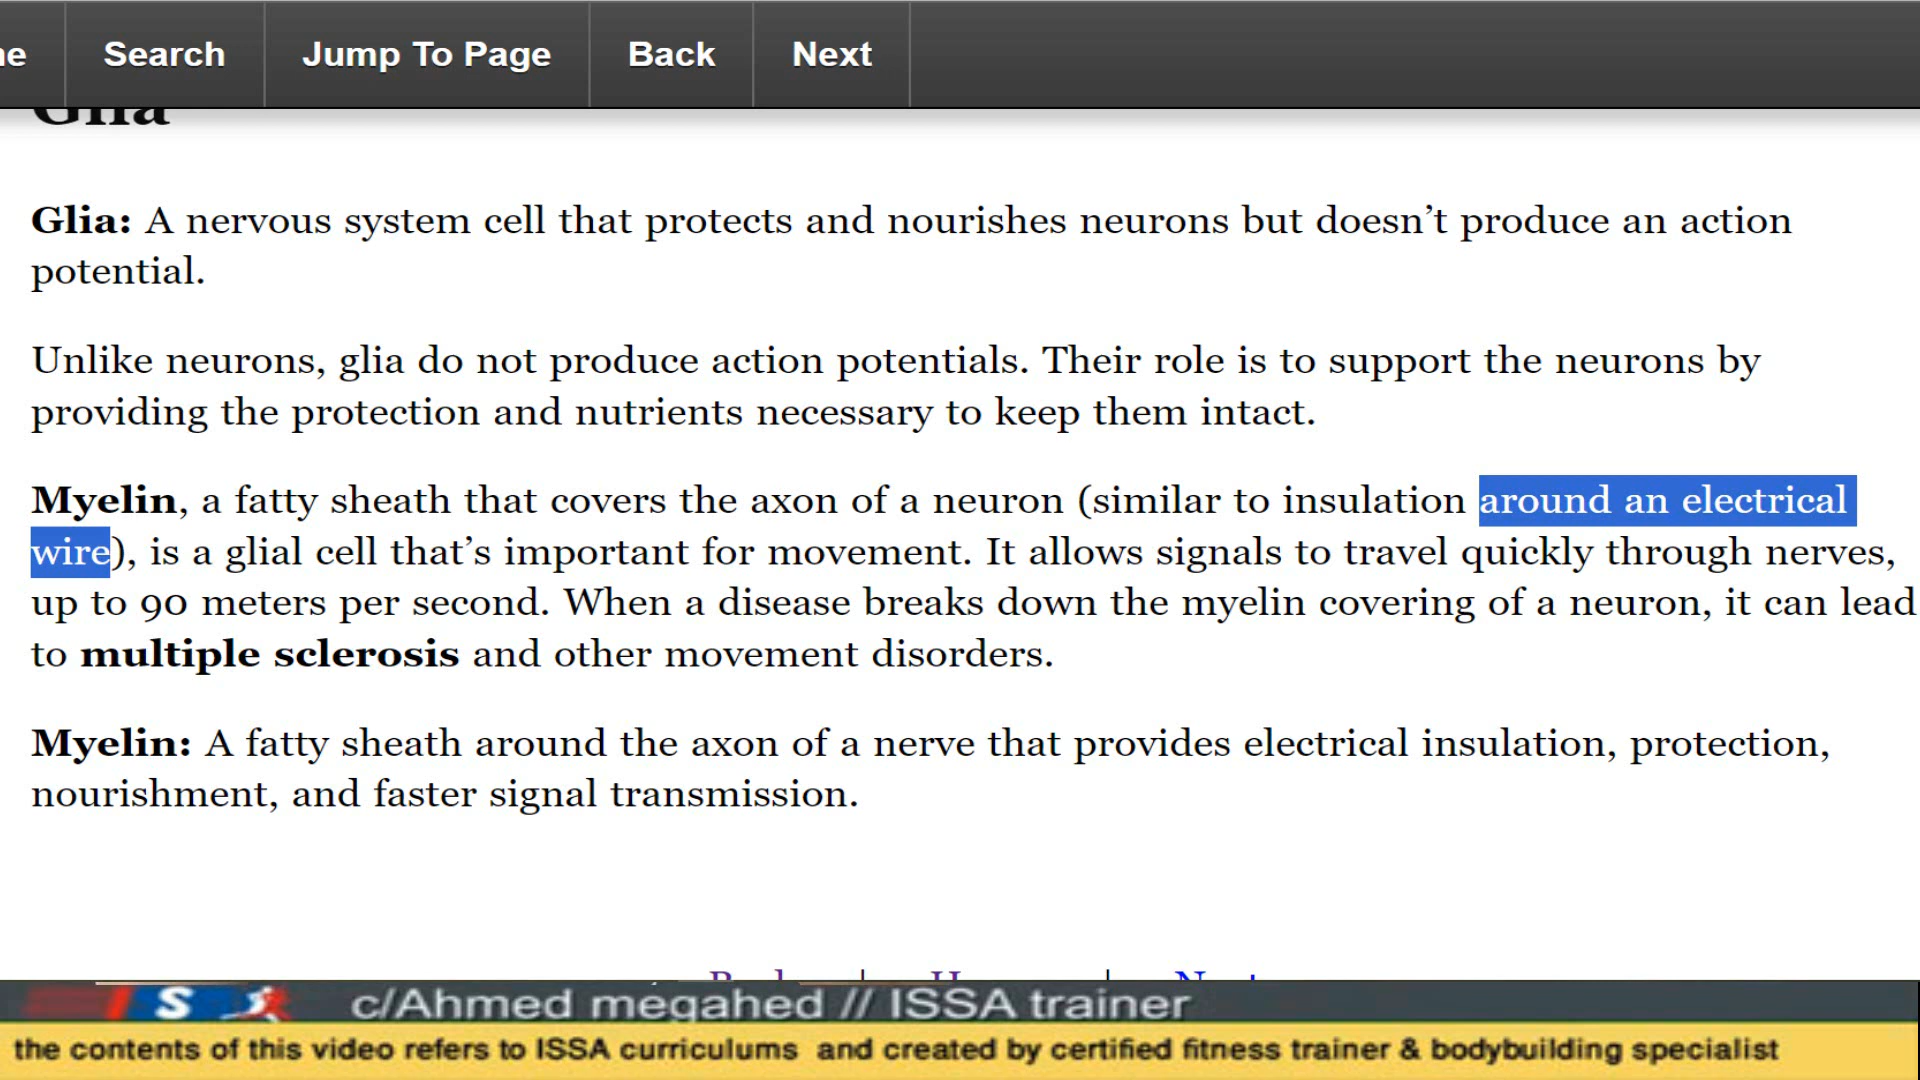 me
Search
Jump To Page
Back
Next
Glia
Glia: A nervous system cell that protects and nourishes neurons but doesn’t produce an action
potential.
Unlike neurons, glia do not produce action potentials. Their role is to support the neurons by
providing the protection and nutrients necessary to keep them intact.
Myelin, a fatty sheath that covers the axon of a neuron (similar to insulation around an electrical
wire), is a glial cell that’s important for movement. It allows signals to travel quickly through nerves,
up to 90 meters per second. When a disease breaks down the myelin covering of a neuron, it can lead
to multiple sclerosis and other movement disorders.
Myelin: A fatty sheath around the axon of a nerve that provides electrical insulation, protection,
nourishment, and faster signal transmission.
c/Ahmed megahed // ISSA trainer
the contents of this video refers to ISSA curriculums and created by certified fitness trainer & bodybuilding specialist